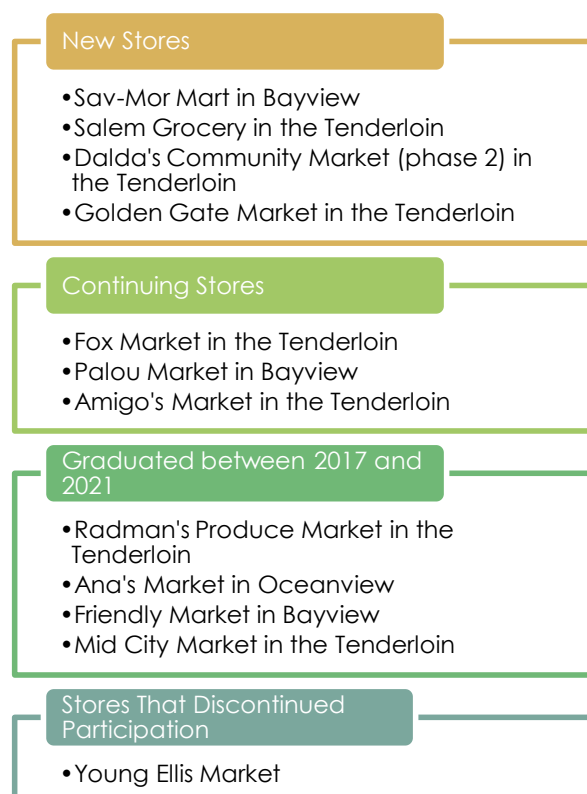 New Stores
•Sav-Mor Mart in Bayview
•Salem Grocery in the Tenderloin
•Dalda's Community Market (phase 2) in
the Tenderloin
•Golden Gate Market in the Tenderloin
Continuing Stores
•Fox Market in the Tenderloin
•Palou Market in Bayview
•Amigo's Market in the Tenderloin
Graduated between 2017 and
2021
•Radman's Produce Market in the
Tenderloin
•Ana's Market in Oceanview
•Friendly Market in Bayview
•Mid City Market in the Tenderloin
Stores That Discontinued
Participation
•Young Ellis Market